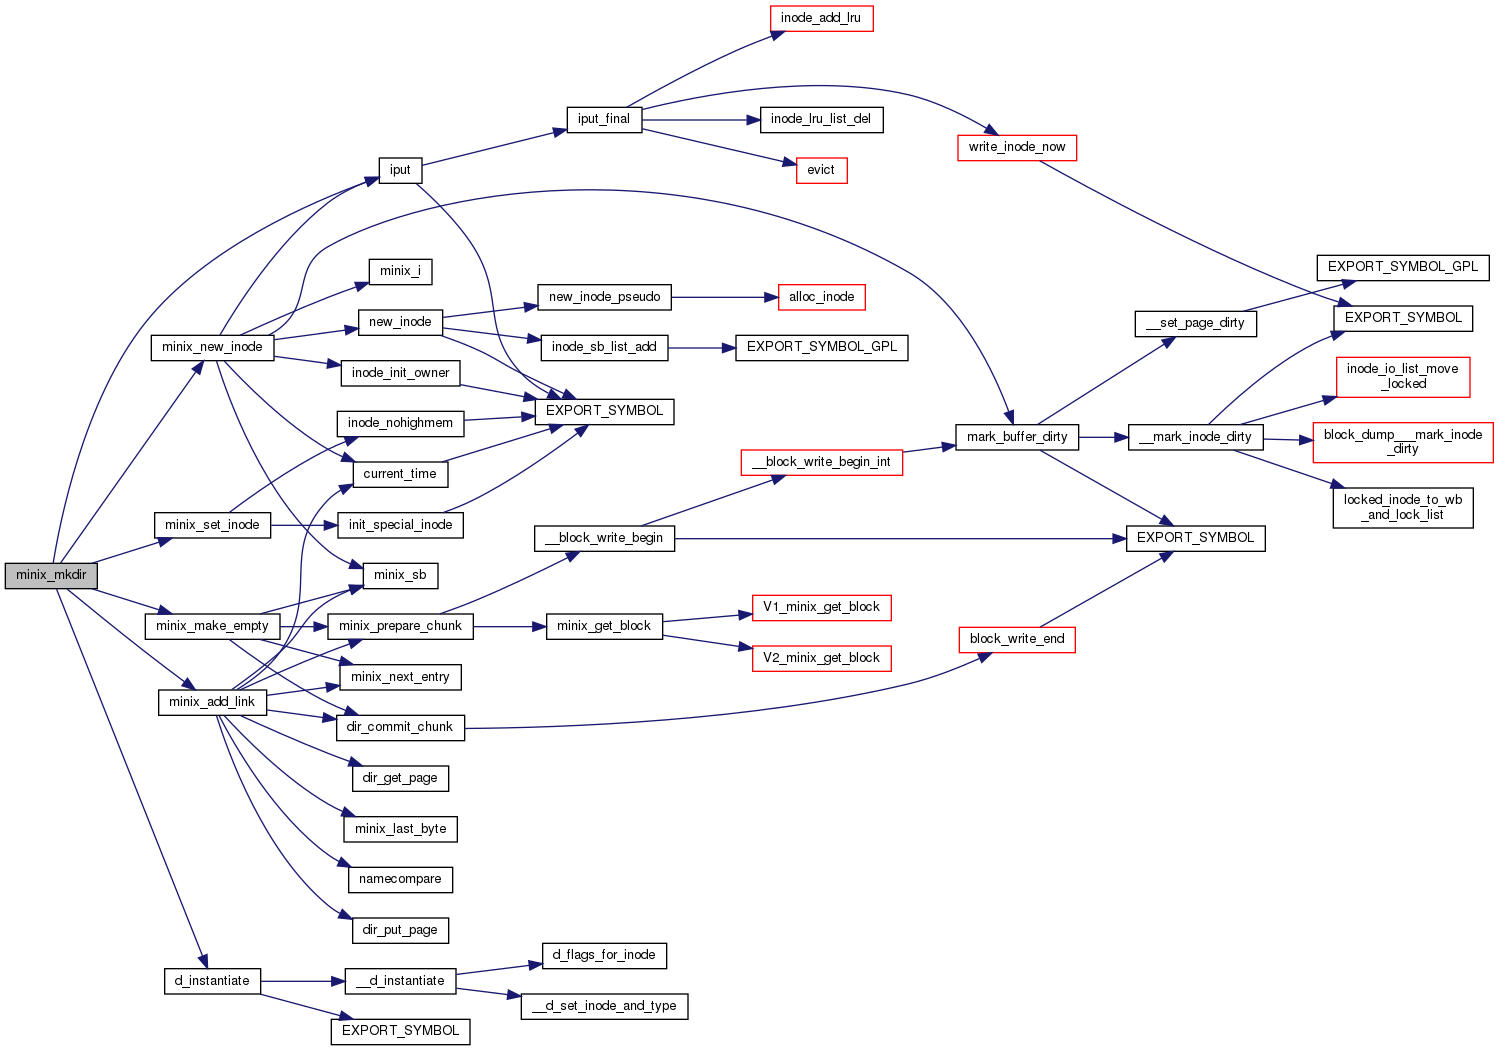 inode_add_lru
iput_final
inode_lru_list_del
write_inode_now
iput
evict
minix_i
EXPORT_SYMBOL_GPL
new_inode_pseudo
alloc_inode
new_inode
EXPORT_SYMBOL
__set_page_dirty
minix_new_inode
inode_sb_list_add
EXPORT_SYMBOL_GPL
inode_init_owner
inode_io_list_move
_locked
EXPORT_SYMBOL
inode_nohighmem
mark_buffer_dirty
__mark_inode_dirty
block_dump___mark_inode
_dirty
__block_write_begin_int
current_time
locked_inode_to_wb
_and_lock_list
minix_set_inode
init_special_inode
__block_write_begin
EXPORT_SYMBOL
minix_mkdir
minix_sb
V1_minix_get_block
minix_make_empty
minix_prepare_chunk
minix_get_block
block_write_end
V2_minix_get_block
minix_next_entry
minix_add_link
dir_commit_chunk
dir_get_page
minix_last_byte
namecompare
dir_put_page
d_flags_for_inode
d_instantiate
__d_instantiate
__d_set_inode_and_type
EXPORT_SYMBOL